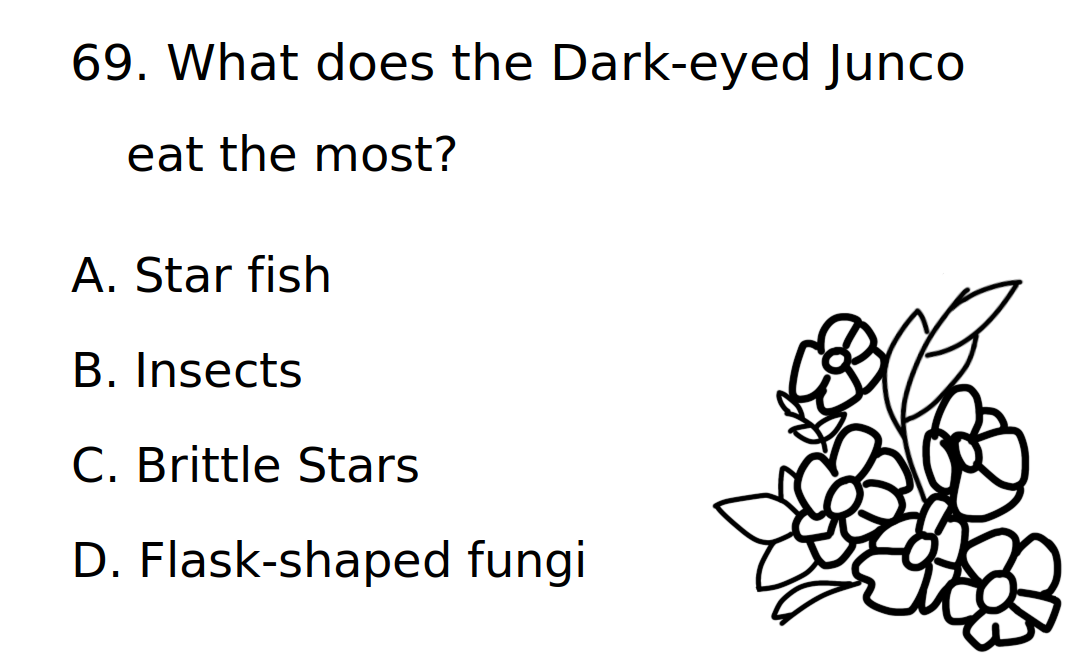 69. What does the Dark-eyed Junco
eat the most?
A. Star fish
B. Insects
C. Brittle Stars
D. Flask-shaped fungi